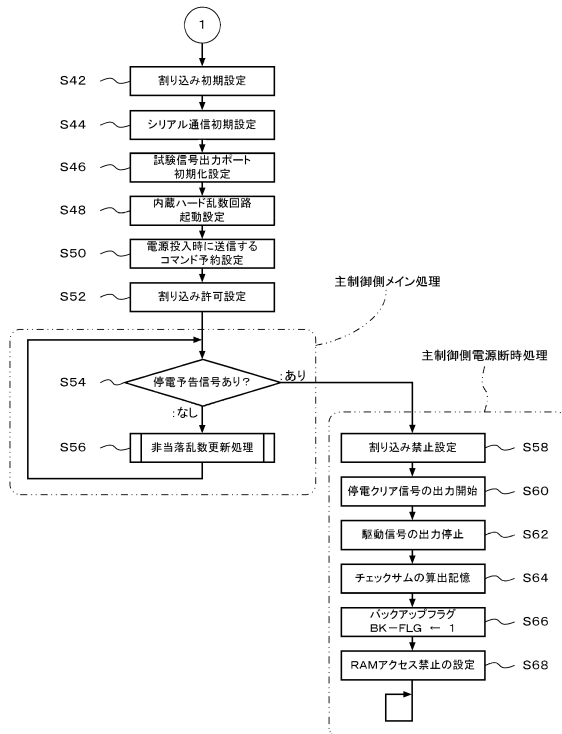 1
S42
割り込み初期設定
S44
シリアル通信初期設定
S46
試験信号出力ポート
初期化設定
S48
内蔵ハード乱数回路
起動設定
S50
電源投入時に送信する
コマンド予約設定
S52
割り込み許可設定
主制御側メイン処理
S54
停電予告信号あり?
:あり
:なし
S56
非当落乱数更新処理
主制御側電源断時処理
割り込み禁止設定
S58
停電クリア信号の出力開始
S60
駆動信号の出力停止
S62
チェックサムの算出記憶
S64
バックアップフラグ
BK-FLG ← 1
S66
RAMアクセス禁止の設定
S68